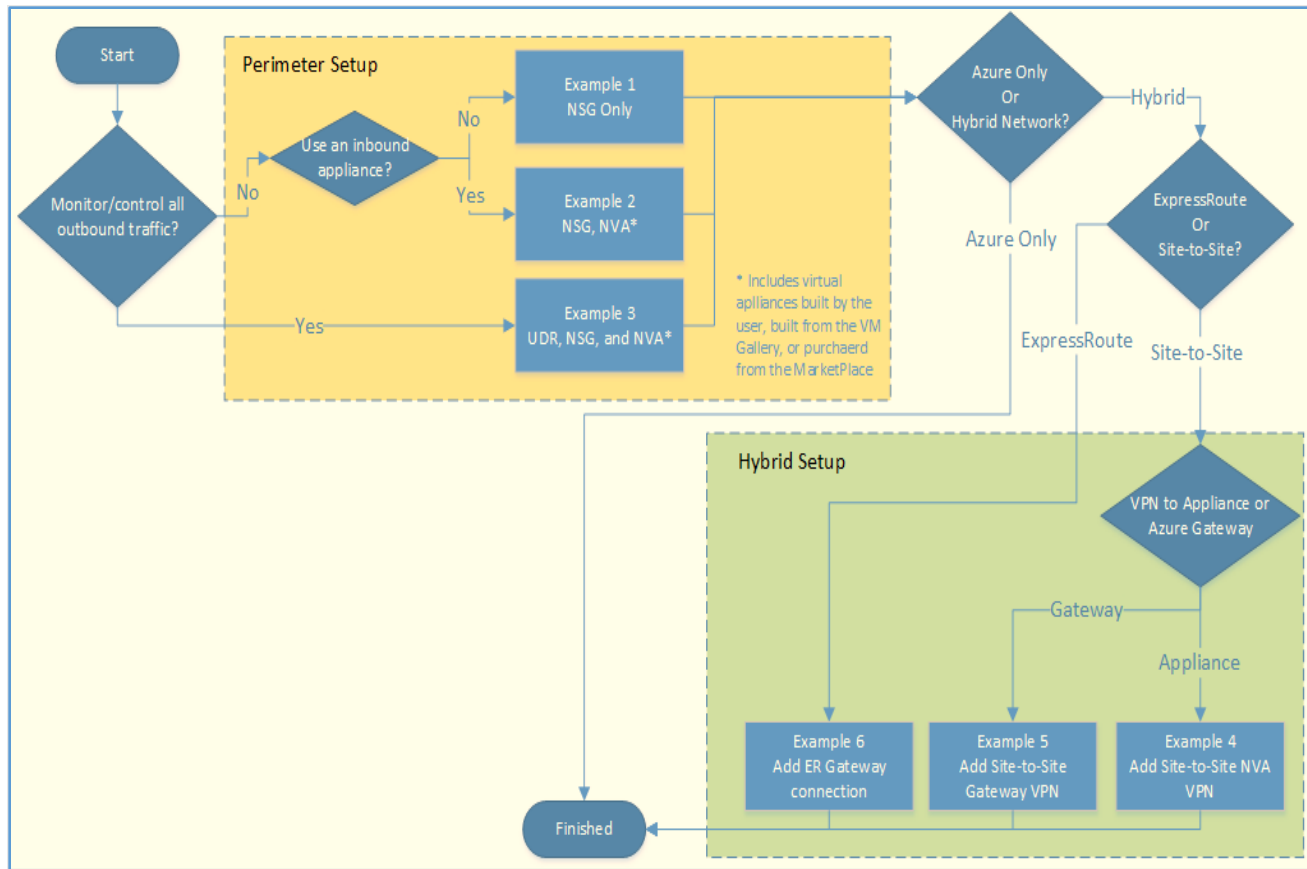 Start
Perimeter Setup
Monitor/control all
outbound traffic?
No
Yes
Use an inbound
appliance?
No
Yes
Example 1
NSG Only
Example 2
NSG, NVA*
Example 3
UDR, NSG, and NVA*
* Includes virtual
apliiances built by the
user, built from the VM
Gallery, or purchaerd
from the MarketPlace
Azure Only
Or
Hybrid Network?
Hybrid
Azure Only
ExpressRoute
Or
Site-to-Site?
ExpressRoute
Site-to-Site
Hybrid Setup
VPN to Appliance or
Azure Gateway
Gateway
Appliance
Example 6
Add ER Gateway
connection
Example 5
Add Site-to-Site
Gateway VPN
Example 4
Add Site-to-Site NVA
VPN
Finished